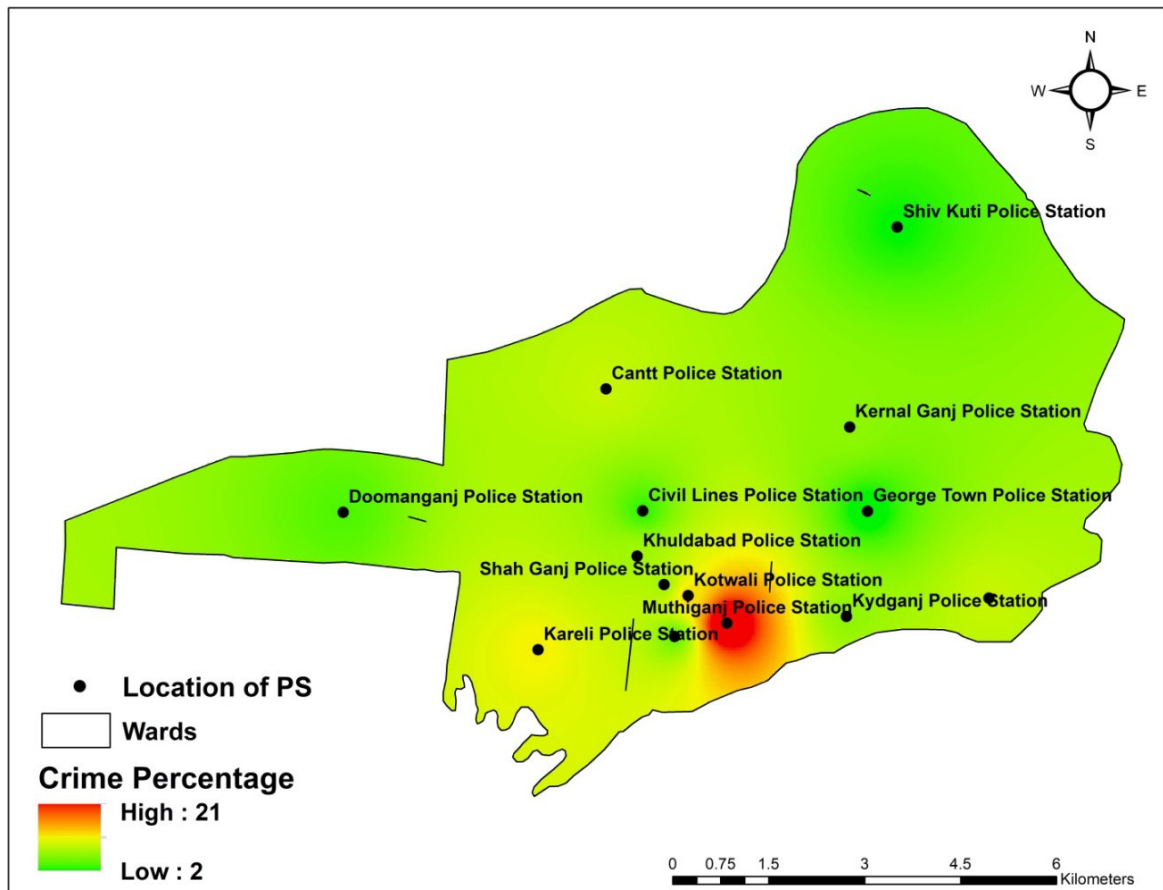 N
W E
S
Shiv Kuti Police Station
Cantt Police Station
Kernal Ganj Police Station
Doomanganj Police Station
Civil Lines Police Station
George Town Police Station
Khuldabad Police Station
Shah Ganj Police Station
Kotwali Police Station
Muthiganj Police Station
Kydganj Police Station
Kareli Police Station
Location of PS
Wards
Crime Percentage
High : 21
Low : 2
0 0.75 1.5 3 4.5 6
Kilometers